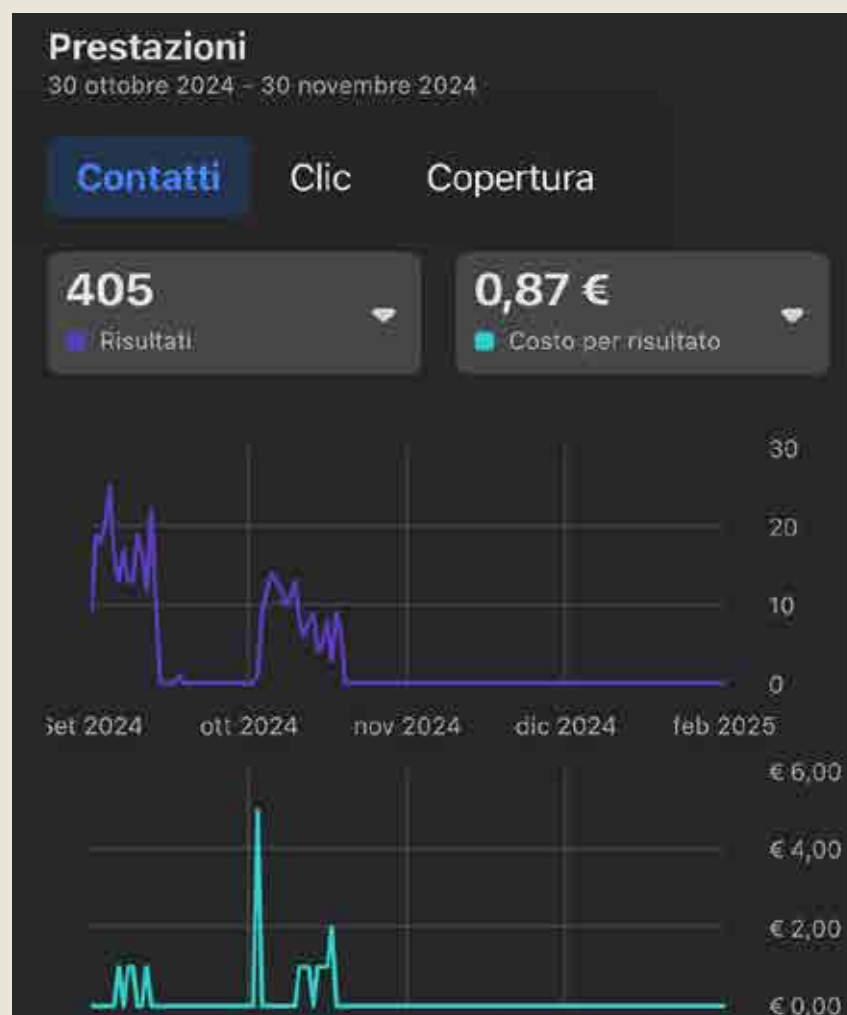 Prestazioni
30 ottobre 2024 – 30 novembre 2024
Contatti Clic Copertura
405 0,87 €
Risultati Costo per risultato
30
20
10
0
set 2024 ott 2024 nov 2024 dic 2024 feb 2025
€ 6,00
€ 4,00
€ 2,00
€ 0,00